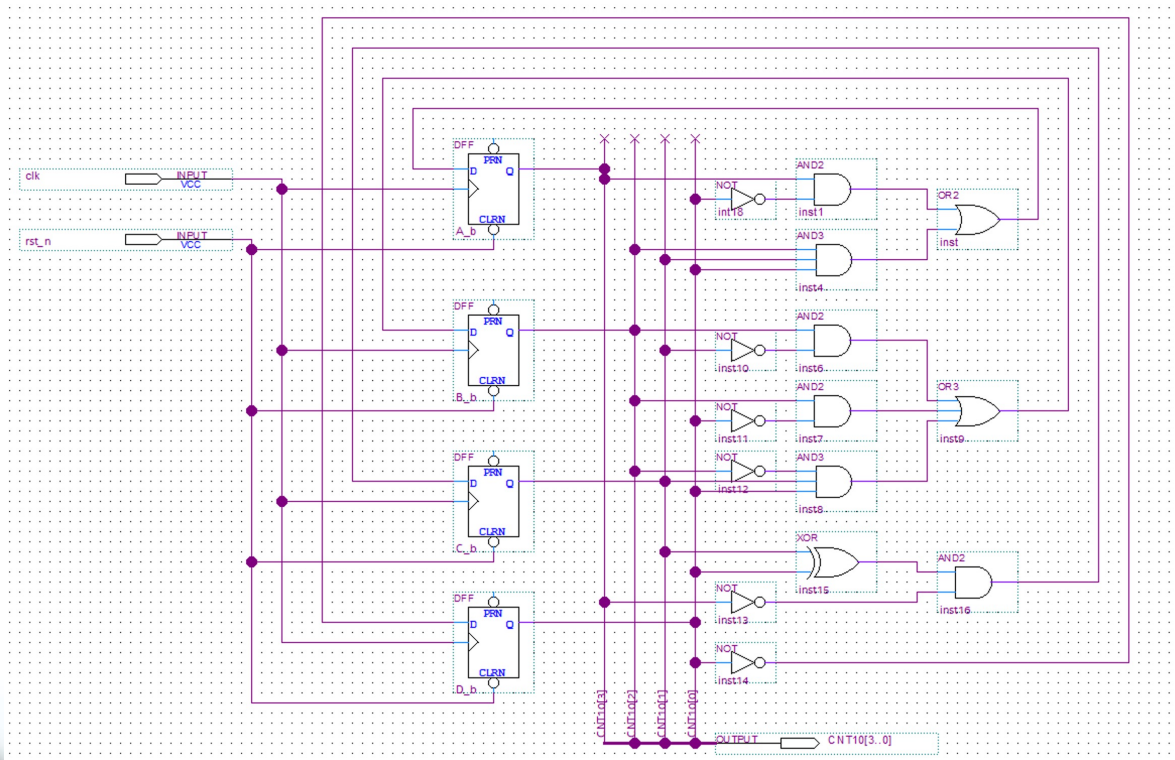 clk
INPUT
VCC
rst_n
INPUT
VCC
DFF
PRN
D
Q
CLRN
A_b
DFF
PRN
D
Q
CLRN
B_b
DFF
PRN
D
Q
CLRN
C_b
DFF
PRN
D
Q
CLRN
D_b
NOT
int18
AND2
inst1
AND3
inst4
OR2
inst
NOT
inst10
AND2
inst6
NOT
inst11
AND2
inst7
NOT
inst12
AND3
inst8
OR3
inst9
XOR
inst15
NOT
inst13
AND2
inst16
NOT
inst14
CNT10[3]
CNT10[2]
CNT10[1]
CNT10[0]
OUTPUT
CNT10[3..0]